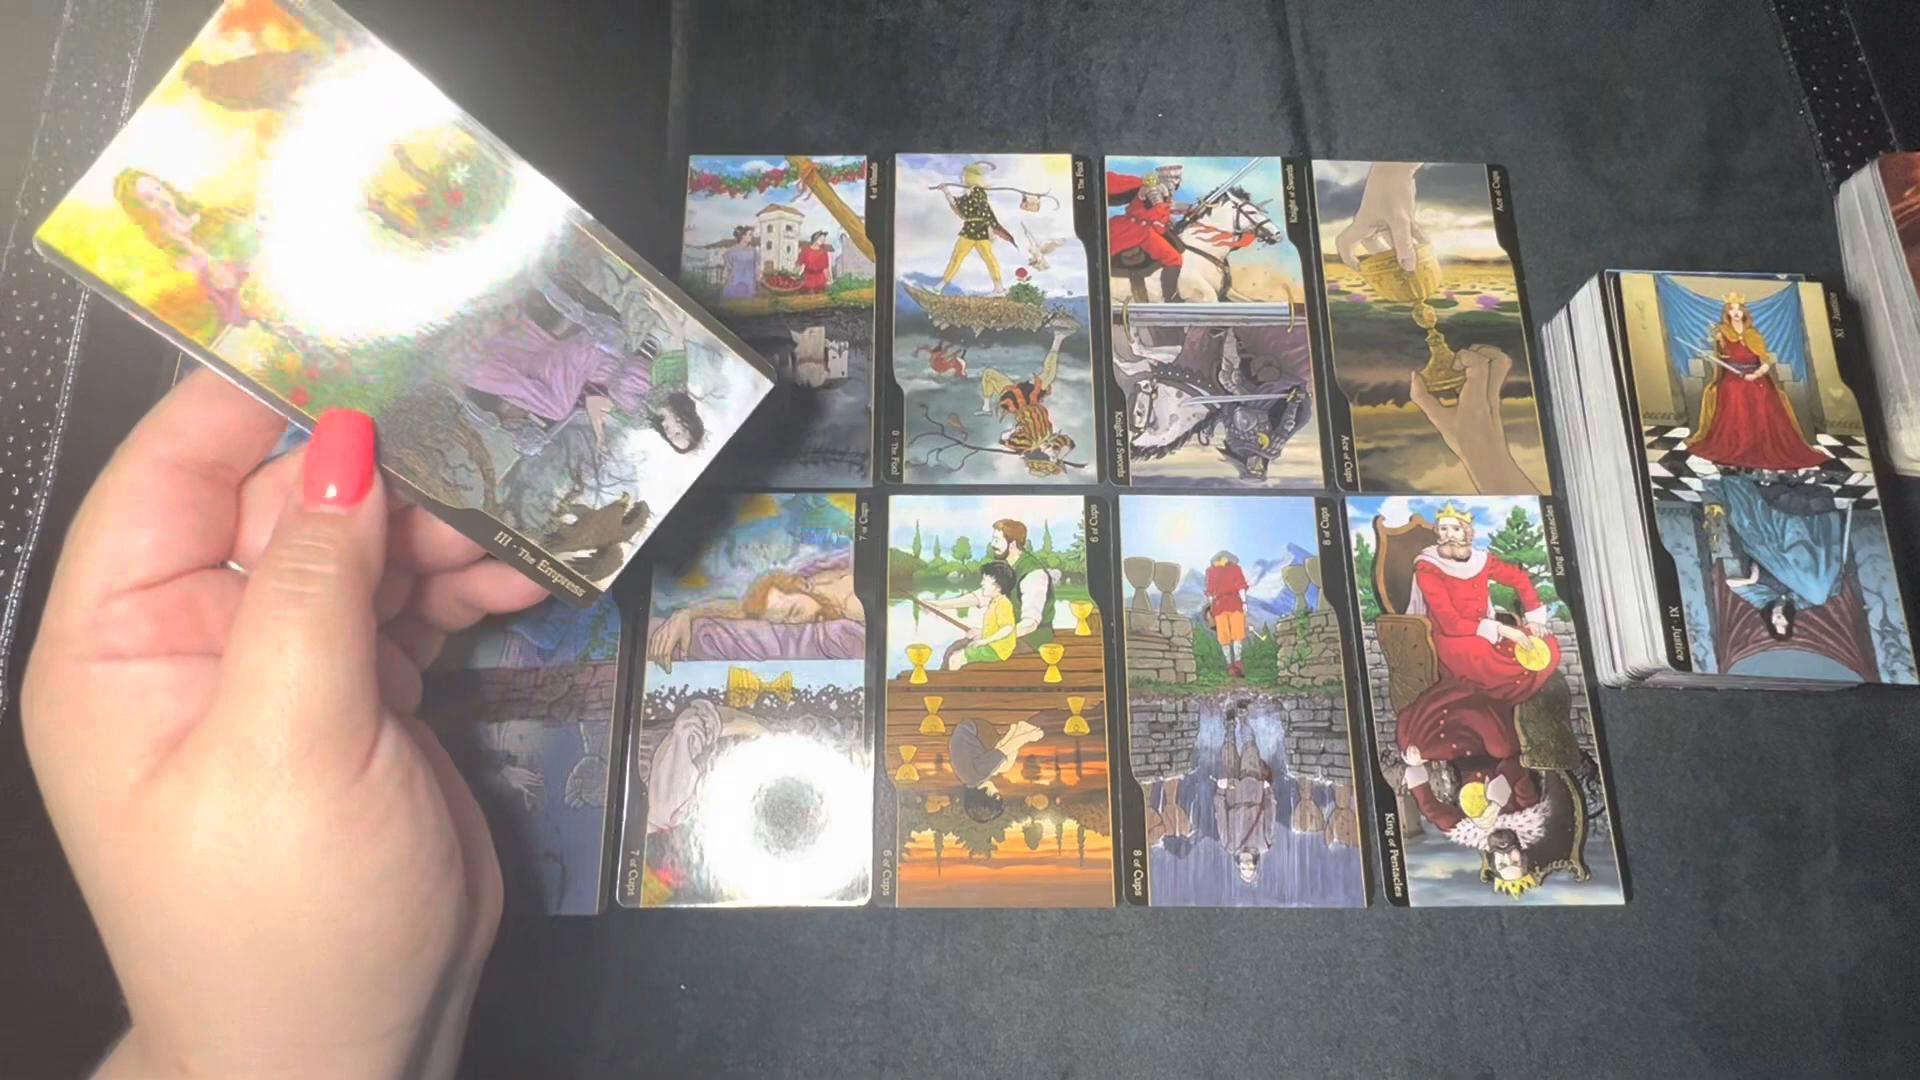 III · The Empress
4 of Wands
0 · The Fool
0 · The Fool
Knight of Swords
Knight of Swords
Ace of Cups
Ace of Cups
7 of Cups
7 of Cups
6 of Cups
6 of Cups
8 of Cups
8 of Cups
King of Pentacles
King of Pentacles
XI · Justice
XI · Justice